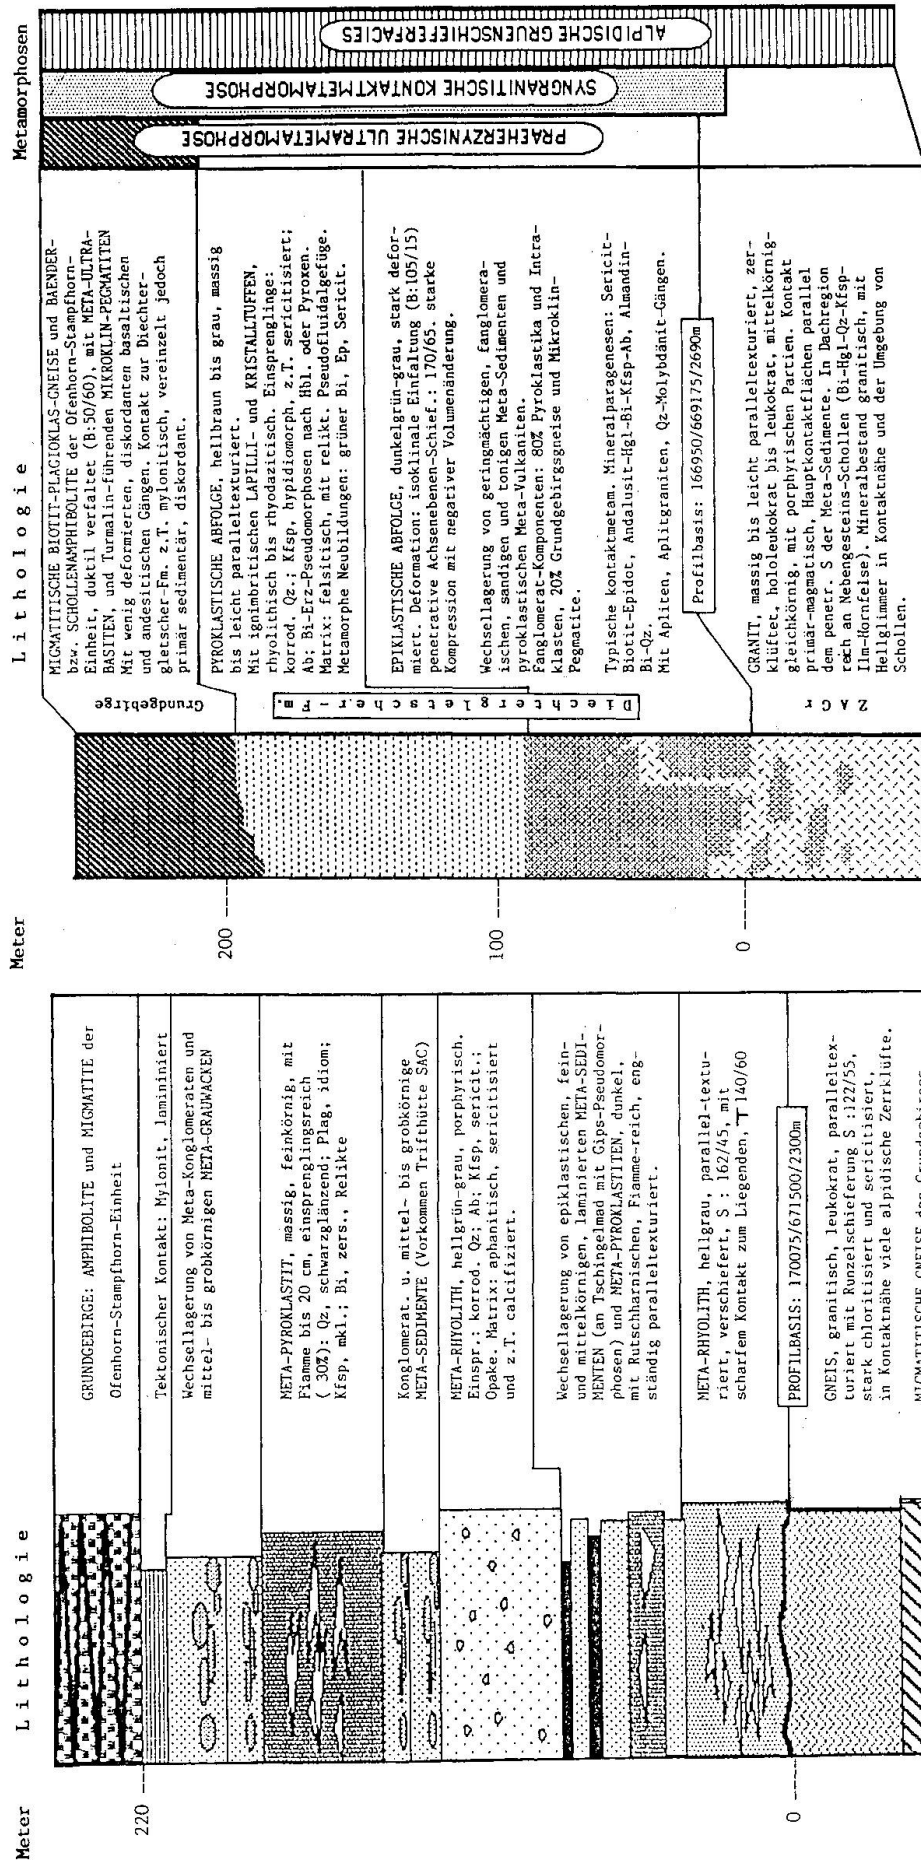 Meter
L i t h o l o g i e
220
0
GRUNDGEBIRGE: AMPHIBOLITE und MIGMATITE der
Ofenhorn-Stampfhorn-Einheit
Tektonischer Kontakt: Mylonit, lamininiert
Wechsellagerung von Meta-Konglomeraten und
mittel- bis grobkörnigen META-GRAUWACKEN
META-PYROKLASTIT, massig, feinkörnig, mit
Fiamme bis 20 cm, einsprenglingsreich
( 30%): Qz, schwarzglänzend; Plag, idiom;
Kfsp, mkl.; Bi, zers., Relikte
Konglomerat. u. mittel- bis grobkörnige
META-SEDIMENTE (Vorkommen Trifthütte SAC)
META-RHYOLITH, hellgrün-grau, porphyrisch.
Einspr.: korrod. Qz; Ab; Kfsp, sericit.;
Opake. Matrix: aphanitisch, sericitisiert
und z.T. calcifiziert.
Wechsellagerung von epiklastischen, fein-
und mittelkörnigen, laminierten META-SEDI-
MENTEN (an Tschingelmad mit Gips-Pseudomor-
phosen) und META-PYROKLASTITEN, dunkel,
mit Rutschharnischen, Fiamme-reich, eng-
ständig paralleltexturiert.
META-RHYOLITH, hellgrau, parallel-textu-
riert, verschiefert, S : 162/45, mit
scharfem Kontakt zum Liegenden, ┬ 140/60
PROFILBASIS: 170075/671500/2300m
GNEIS, granitisch, leukokrat, paralleltex-
turiert mit Runzelschieferung S :122/55,
stark chloritisiert und sericitisiert,
in Kontaktnähe viele alpidische Zerrklüfte.
MIGMATITISCHE GNEISE des Grundgebirges
Meter
L i t h o l o g i e
Metamorphosen
200
100
0
Grundgebirge
Diechtergletscher-Fm.
Z A G r
MIGMATITISCHE BIOTIT-PLAGIOKLAS-GNEISE und BAENDER-
bzw. SCHOLLENAMPHIBOLITE der Ofenhorn-Stampfhorn-
Einheit, duktil verfaltet (B:50/60), mit META-ULTRA-
BASITEN und Turmalin-führenden MIKROKLIN-PEGMATITEN
Mit wenig deformierten, diskordanten basaltischen
und andesitischen Gängen. Kontakt zur Diechter-
gletscher-Fm. z.T. mylonitisch, vereinzelt jedoch
primär sedimentär, diskordant.
PYROKLASTISCHE ABFOLGE, hellbraun bis grau, massig
bis leicht paralleltexturiert.
Mit ignimbritischen LAPILLI- und KRISTALLTUFFEN,
rhyolithisch bis rhyodazitisch. Einsprenglinge:
korrod. Qz.; Kfsp, hypidiomorph, z.T. sericitisiert;
Ab; Bi-Erz-Pseudomorphosen nach Hbl. oder Pyroxen.
Matrix: felsitisch, mit relikt. Pseudofluidalgefüge.
Metamorphe Neubildungen: grüner Bi, Ep, Sericit.
EPIKLASTISCHE ABFOLGE, dunkelgrün-grau, stark defor-
miert. Deformation: isoklinale Einfaltung (B:105/15)
penetrative Achsenebenen-Schief.: 170/65. starke
Kompression mit negativer Volumenänderung.
Wechsellagerung von geringmächtigen, fanglomera-
ischen, sandigen und tonigen Meta-Sedimenten und
pyroklastischen Meta-Vulkaniten.
Fanglomerat-Komponenten: 80% Pyroklastika und Intra-
klasten, 20% Grundgebirgsgneise und Mikroklin-
Pegmatite.
Typische kontaktmetam. Mineralparagenesen: Sericit-
Biotit-Epidot, Andalusit-Hgl-Bi-Kfsp-Ab, Almandin-
Bi-Qz.
Mit Apliten, Aplitgraniten, Qz-Molybdänit-Gängen.
Profilbasis: 166950/669175/2690m
GRANIT, massig bis leicht paralleltexturiert, zer-
klüftet, hololeukokrat bis leukokrat, mittelkörnig-
gleichkörnig, mit porphyrischen Partien. Kontakt
primär-magmatisch, Hauptkontaktflächen parallel
dem penetr. S der Meta-Sedimente. In Dachregion
reich an Nebengesteins-Schollen (Bi-Hgl-Qz-Kfsp-
Ilm-Hornfelse). Mineralbestand granitisch, mit
Hellglimmer in Kontaktnähe und der Umgebung von
Schollen.
PRAEHERZYNISCHE ULTRAMETAMORPHOSE
SYNGRANITISCHE KONTAKTMETAMORPHOSE
ALPIDISCHE GRUENSCHIEFERFACIES